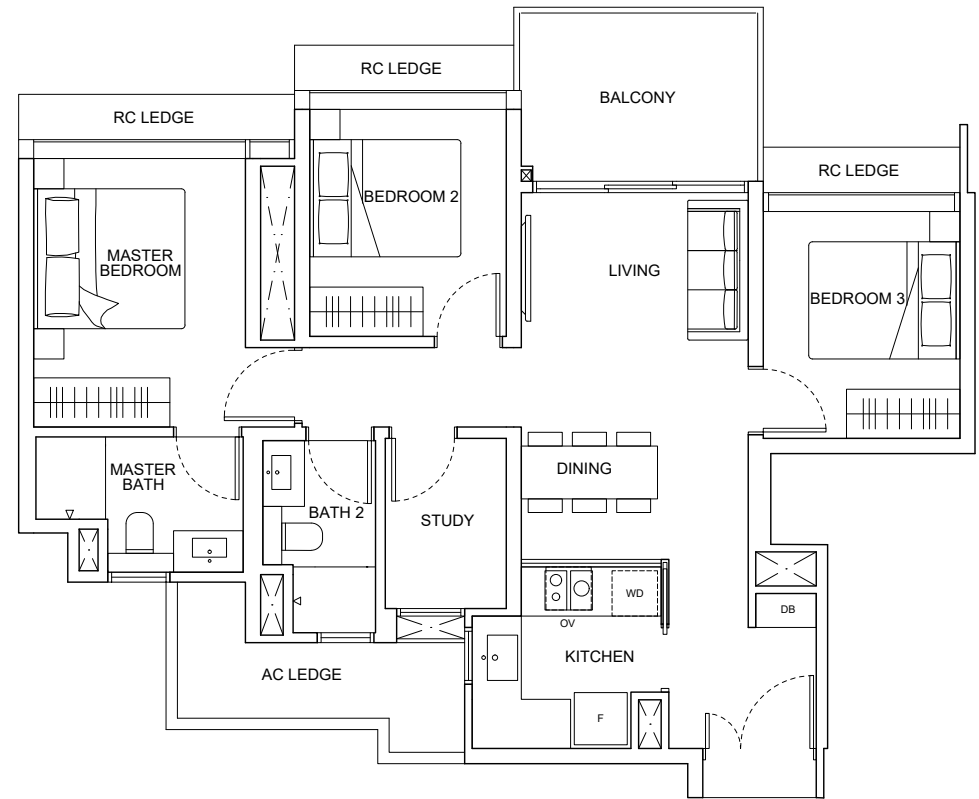 RC LEDGE
BALCONY
RC LEDGE
RC LEDGE
BEDROOM 2
MASTER
BEDROOM
LIVING
BEDROOM 3
MASTER
BATH
DINING
BATH 2
STUDY
WD
DB
OV
KITCHEN
AC LEDGE
F